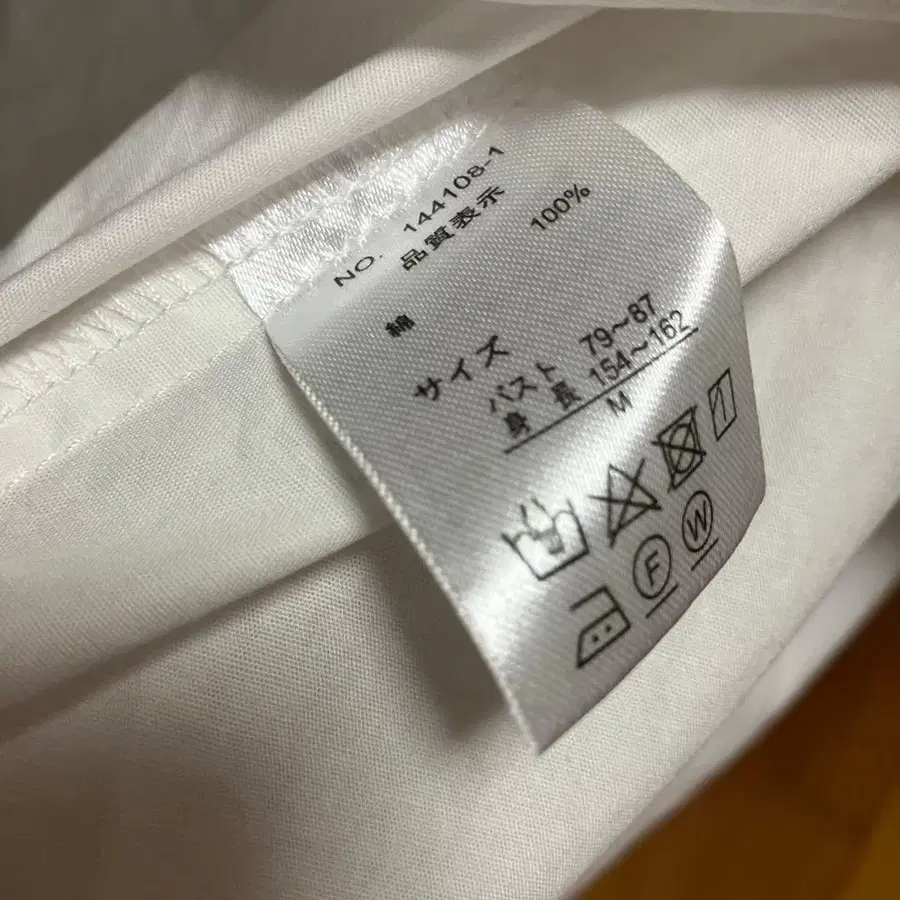 NO. 144108-1
品質表示
綿 100%
サイズ
バスト 79~87
身 長 154~162
M
F W